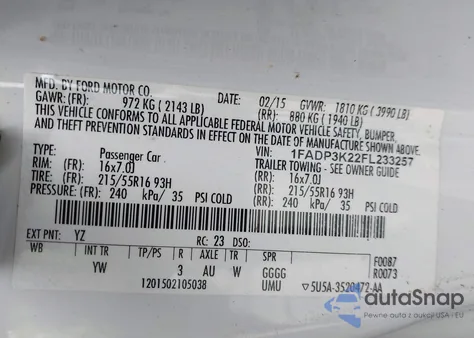 MFD. BY FORD MOTOR CO.
DATE: 02/15 GVWR: 1810 KG ( 3990 LB)
GAWR: (FR): 972 KG ( 2143 LB) (RR): 880 KG ( 1940 LB)
THIS VEHICLE CONFORMS TO ALL APPLICABLE FEDERAL MOTOR VEHICLE SAFETY, BUMPER,
AND THEFT PREVENTION STANDARDS IN EFFECT ON THE DATE OF MANUFACTURE SHOWN ABOVE.
VIN: 1FADP3K22FL233257
TYPE: Passenger Car TRAILER TOWING - SEE OWNER GUIDE
RIM: (FR): 16x7.0J (RR): 16x7.0J
TIRE: (FR): 215/55R16 93H (RR): 215/55R16 93H
PRESSURE: (FR): 240 kPa/ 35 PSI COLD (RR): 240 kPa/ 35 PSI COLD
EXT PNT: YZ RC: 23 DSO:
WB INT TR TP/PS R AXLE TR SPR F0087
YW 3 AU W GGGG R0073
1201502105038 UMU ▽5U5A-3520472-AA
autaSnap
Pewne auta z ubezpieczalni USA i EU